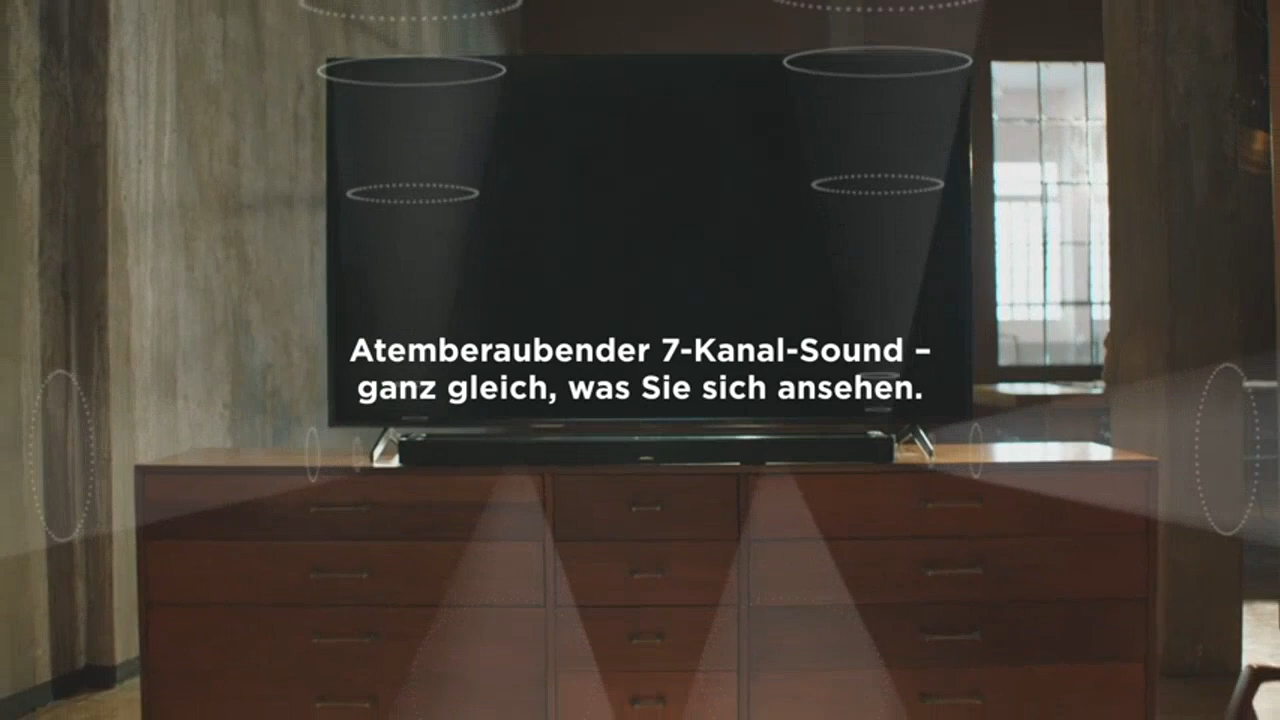 Atemberaubender 7-Kanal-Sound –
ganz gleich, was Sie sich ansehen.